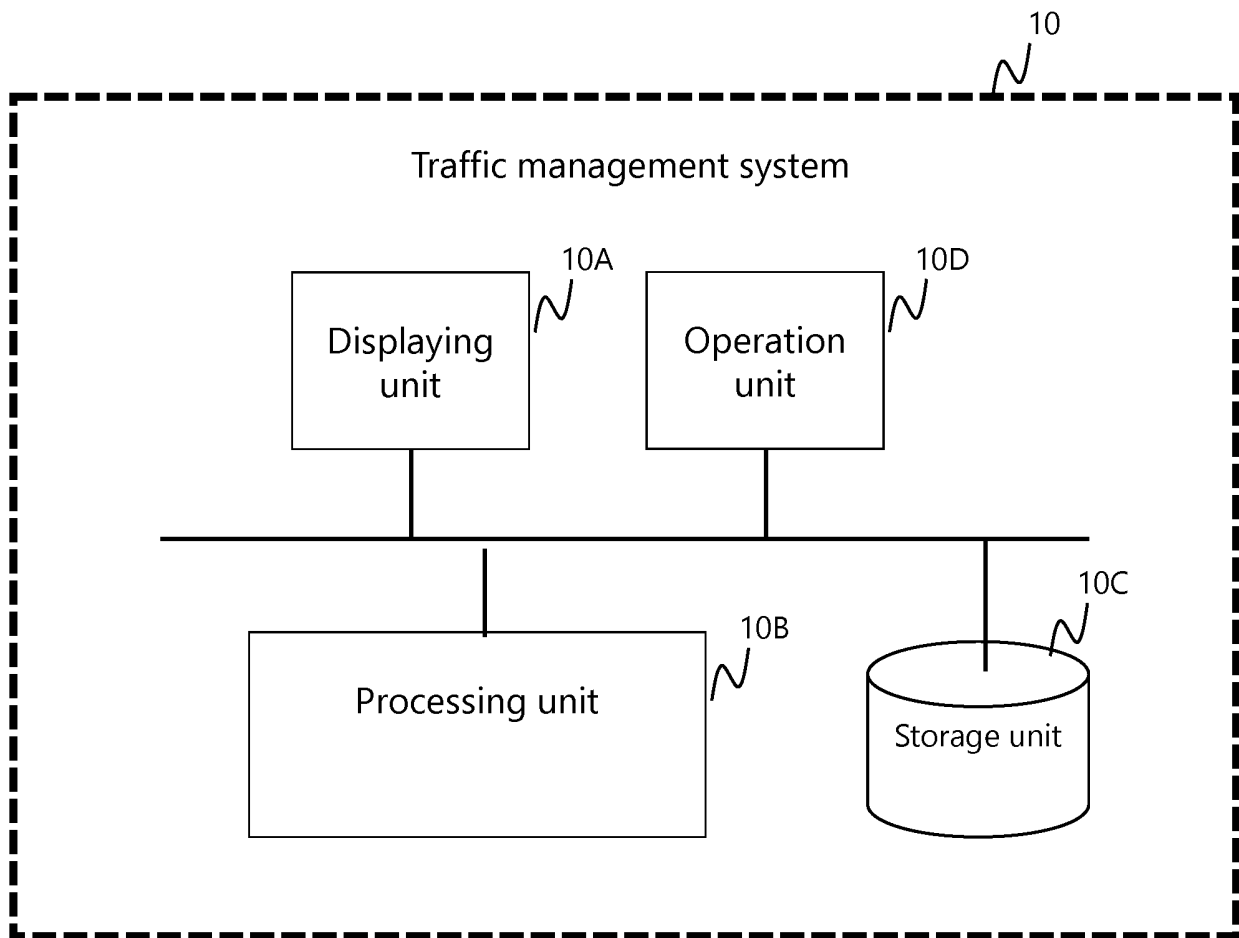 10
Traffic management system
10A
10D
Displaying
unit
Operation
unit
10C
10B
Processing unit
Storage unit